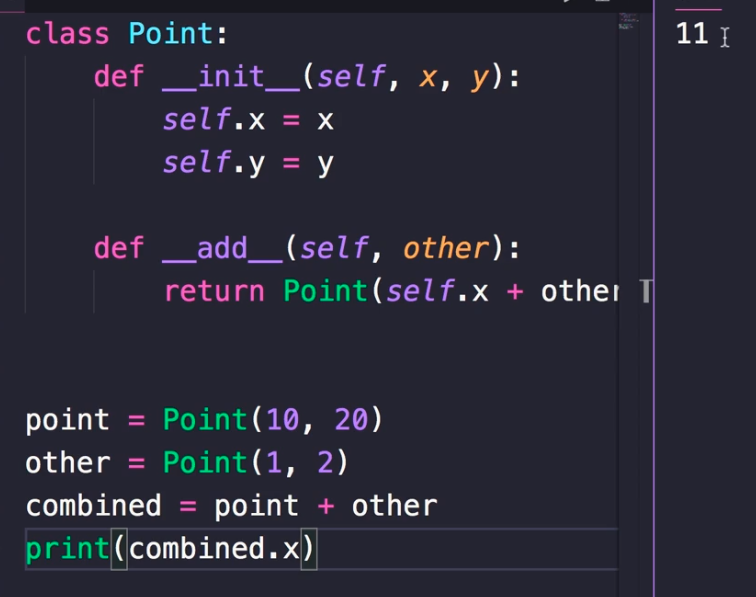 class Point:
    def __init__(self, x, y):
        self.x = x
        self.y = y
    def __add__(self, other):
        return Point(self.x + other
point = Point(10, 20)
other = Point(1, 2)
combined = point + other
print(combined.x)
11